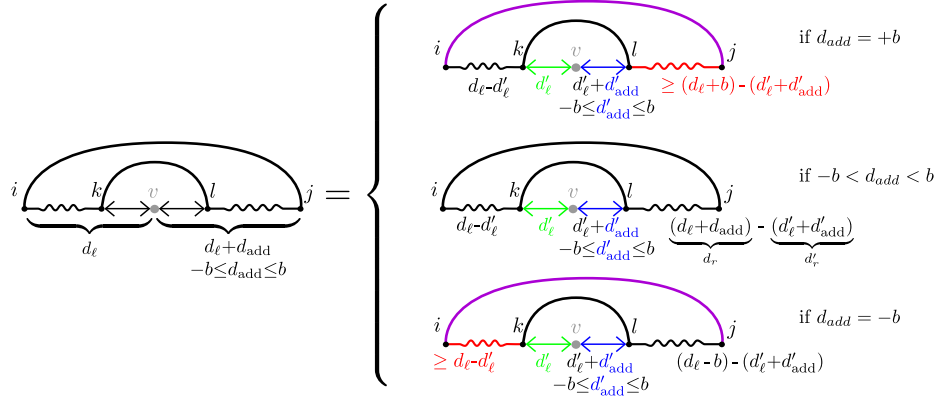 i k v l j
d_ℓ
d_ℓ+d_add
-b≤d_add≤b
=
i k v l j
if d_add = +b
d_ℓ-d'_ℓ d'_ℓ d'_ℓ+d'_add ≥ (d_ℓ+b)-(d'_ℓ+d'_add)
-b≤d'_add≤b
i k v l j
if -b < d_add < b
d_ℓ-d'_ℓ d'_ℓ d'_ℓ+d'_add (d_ℓ+d_add) - (d'_ℓ+d'_add)
-b≤d'_add≤b d_r d'_r
i k v l j
if d_add = -b
≥ d_ℓ-d'_ℓ d'_ℓ d'_ℓ+d'_add (d_ℓ-b)-(d'_ℓ+d'_add)
-b≤d'_add≤b